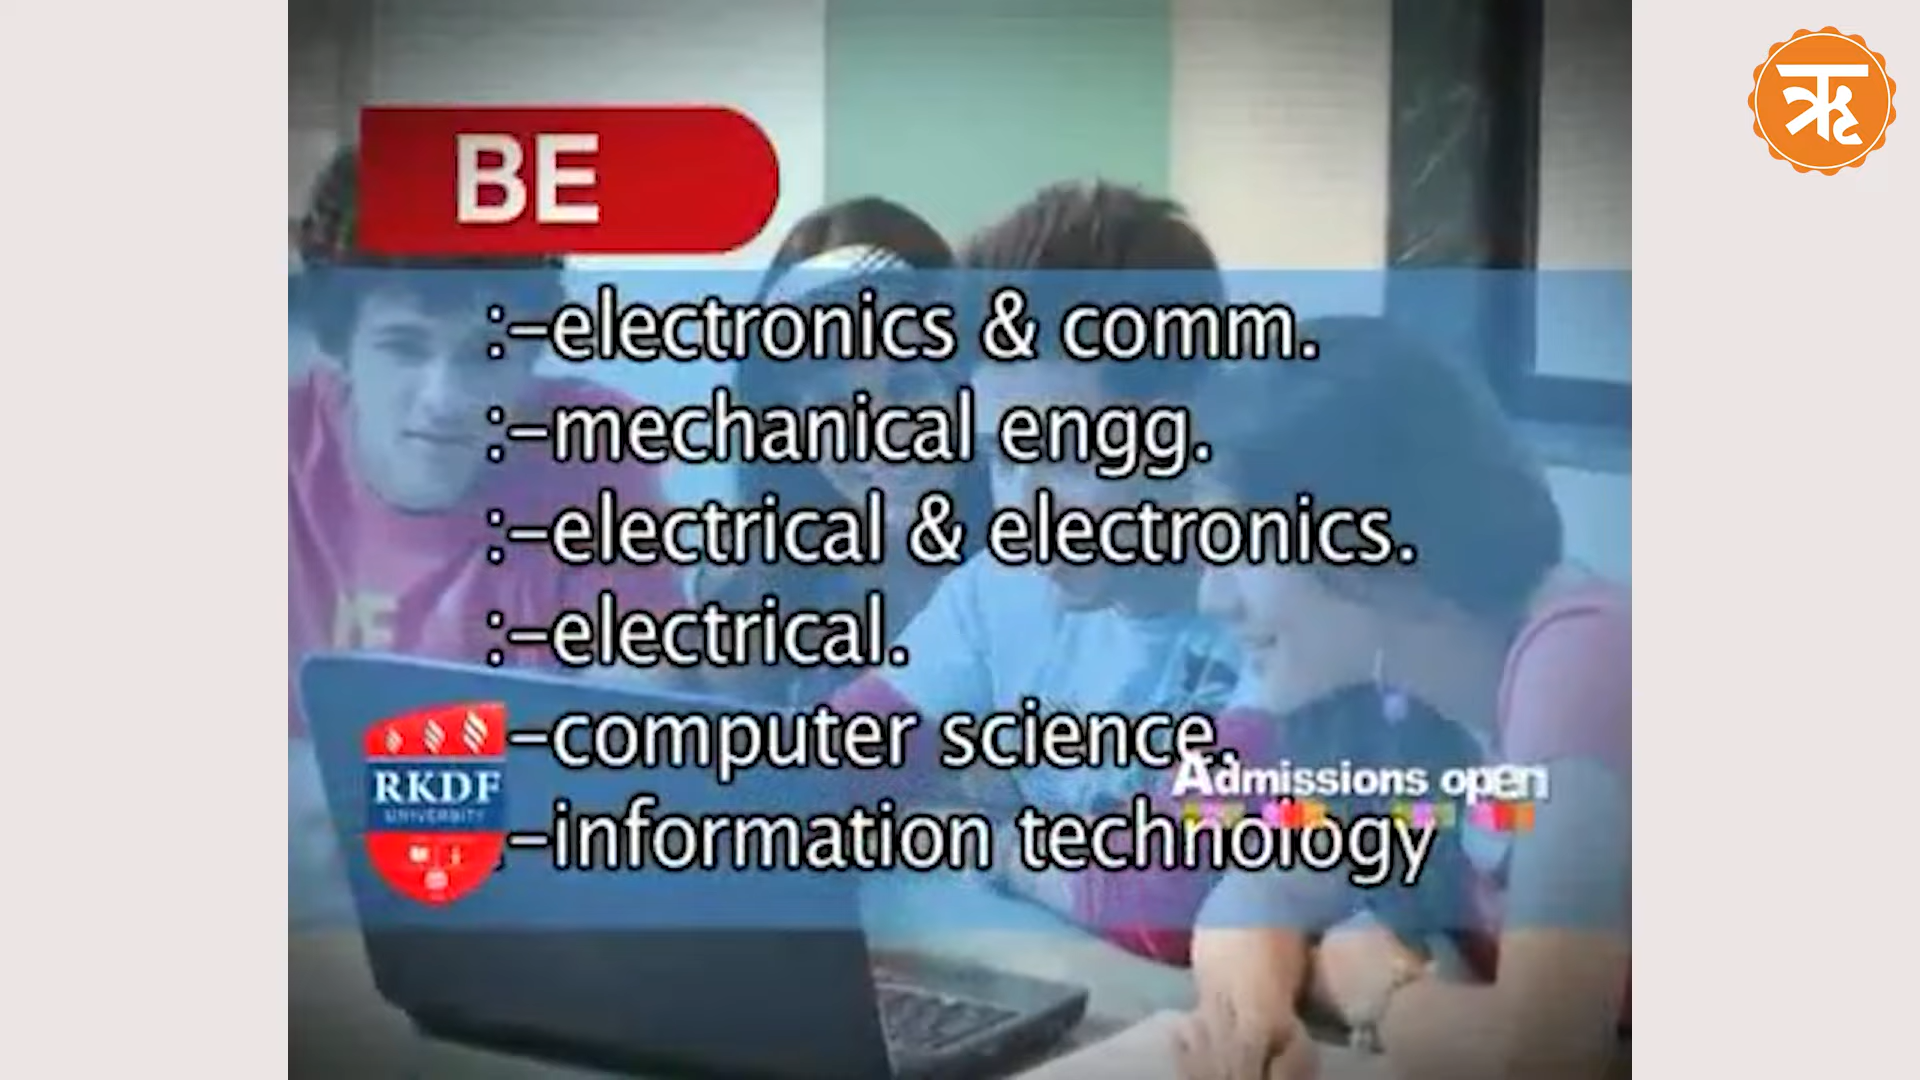 ऋ
BE
:-electronics & comm.
:-mechanical engg.
:-electrical & electronics.
:-electrical.
-computer science.
Admissions open
RKDF
UNIVERSITY
:-information technology